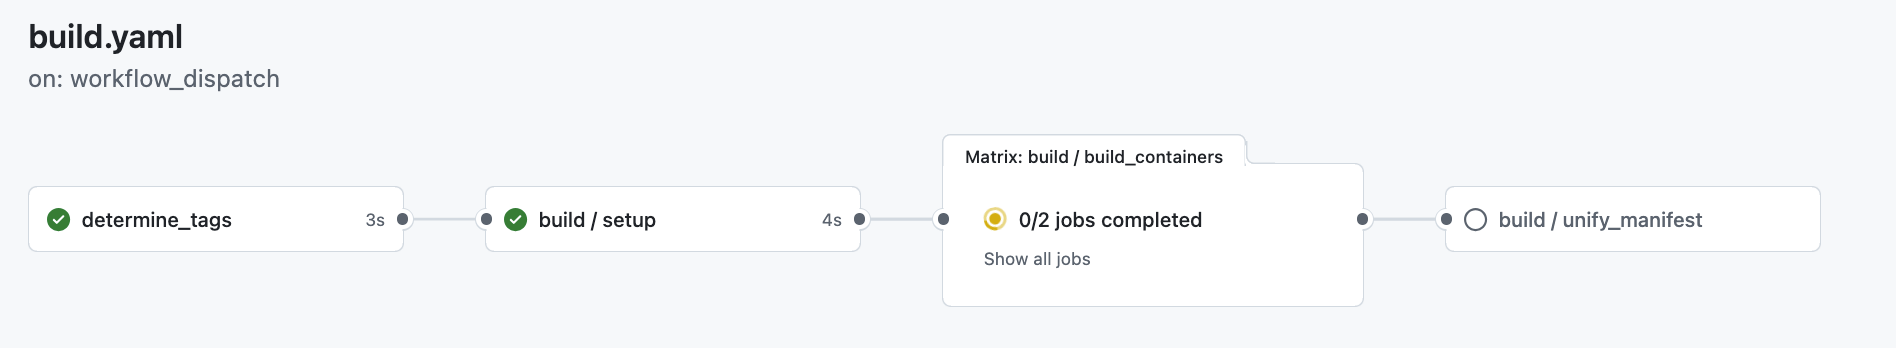 build.yaml
on: workflow_dispatch
Matrix: build / build_containers
determine_tags 3s
build / setup 4s
0/2 jobs completed
Show all jobs
build / unify_manifest